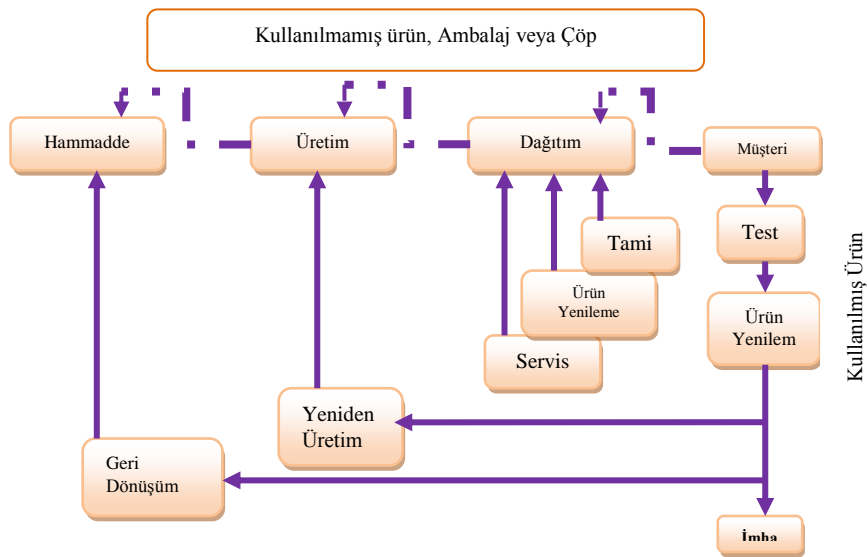 Kullanılmamış ürün, Ambalaj veya Çöp
Hammadde
Üretim
Dağıtım
Müşteri
Tami
Test
Ürün
Yenileme
Ürün
Yenilem
Servis
Kullanılmış Ürün
Yeniden
Üretim
Geri
Dönüşüm
İmha